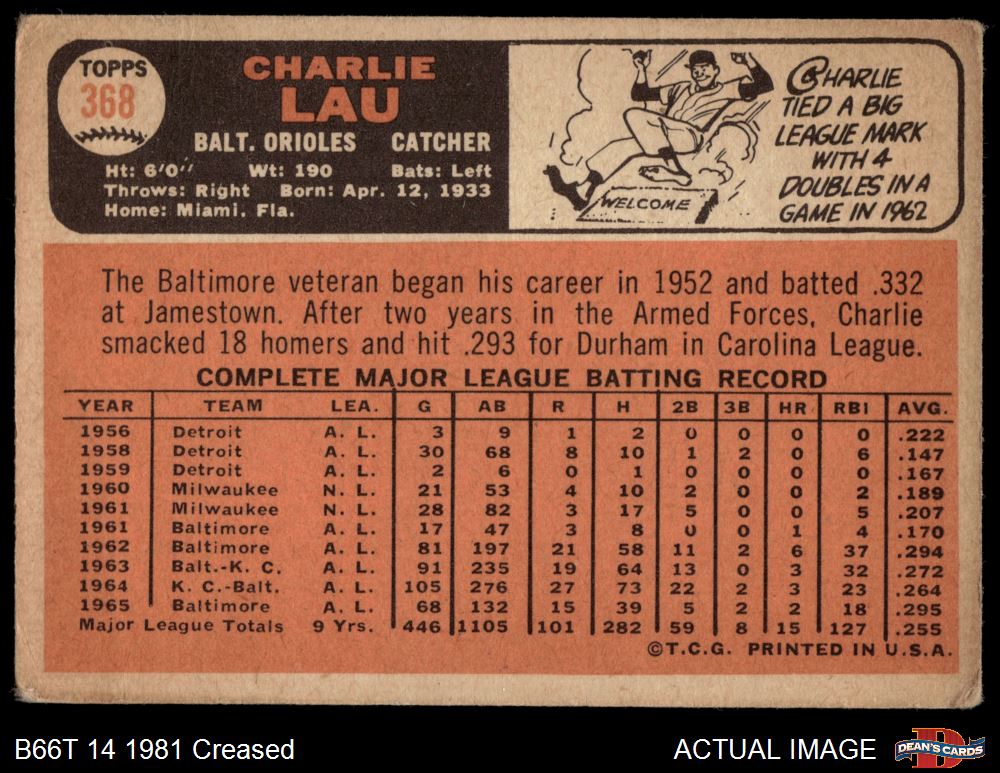 TOPPS
368
CHARLIE
LAU
BALT. ORIOLES CATCHER
Ht: 6'0" Wt: 190 Bats: Left
Throws: Right Born: Apr. 12, 1933
Home: Miami. Fla.
CHARLIE
TIED A BIG
LEAGUE MARK
WITH 4
DOUBLES IN A
GAME IN 1962
WELCOME
The Baltimore veteran began his career in 1952 and batted .332
at Jamestown. After two years in the Armed Forces, Charlie
smacked 18 homers and hit .293 for Durham in Carolina League.
COMPLETE MAJOR LEAGUE BATTING RECORD
YEAR TEAM LEA. G AB R H 2B 3B HR RBI AVG.
1956 Detroit A. L. 3 9 1 2 0 0 0 0 .222
1958 Detroit A. L. 30 68 8 10 1 2 0 6 .147
1959 Detroit A. L. 2 6 0 1 0 0 0 0 .167
1960 Milwaukee N. L. 21 53 4 10 2 0 0 2 .189
1961 Milwaukee N. L. 28 82 3 17 5 0 0 5 .207
1961 Baltimore A. L. 17 47 3 8 0 0 1 4 .170
1962 Baltimore A. L. 81 197 21 58 11 2 6 37 .294
1963 Balt.-K. C. A. L. 91 235 19 64 13 0 3 32 .272
1964 K. C.-Balt. A. L. 105 276 27 73 22 2 3 23 .264
1965 Baltimore A. L. 68 132 15 39 5 2 2 18 .295
Major League Totals 9 Yrs. 446 1105 101 282 59 8 15 127 .255
©T.C.G. PRINTED IN U.S.A.
B66T 14 1981 Creased
ACTUAL IMAGE
D
DEAN'S CARDS